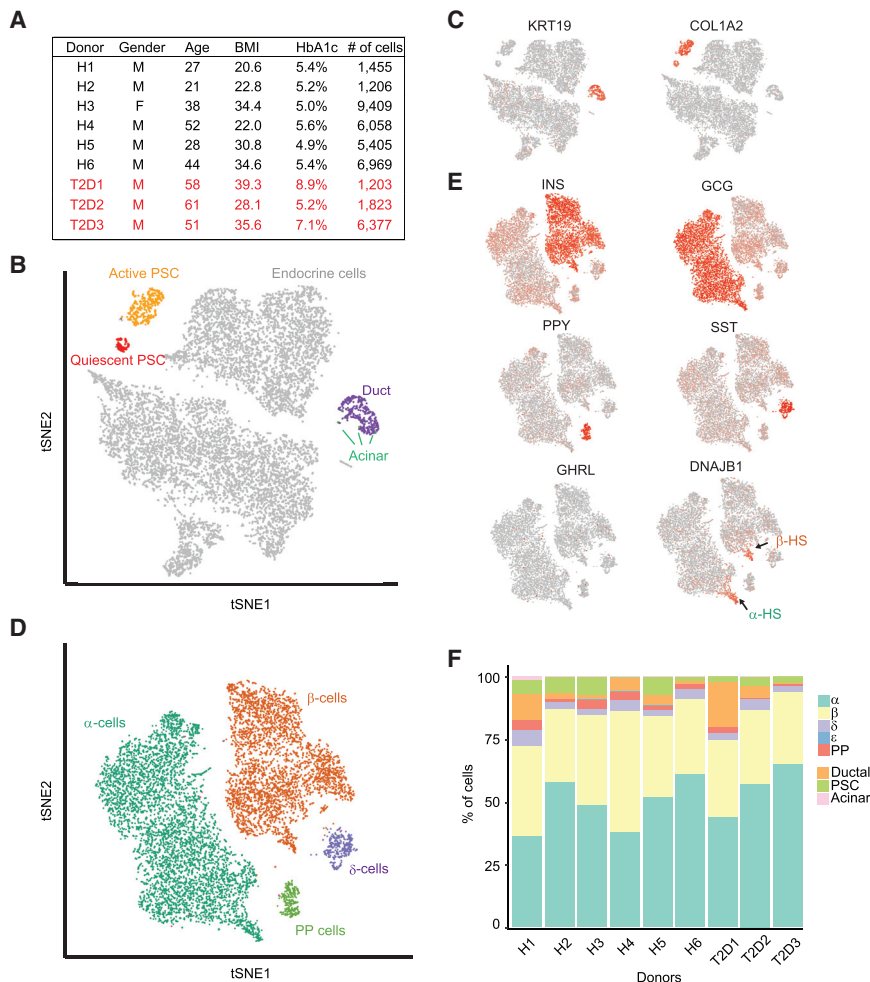 A
Donor Gender Age BMI HbA1c # of cells
H1 M 27 20.6 5.4% 1,455
H2 M 21 22.8 5.2% 1,206
H3 F 38 34.4 5.0% 9,409
H4 M 52 22.0 5.6% 6,058
H5 M 28 30.8 4.9% 5,405
H6 M 44 34.6 5.4% 6,969
T2D1 M 58 39.3 8.9% 1,203
T2D2 M 61 28.1 5.2% 1,823
T2D3 M 51 35.6 7.1% 6,377
B
Active PSC
Endocrine cells
Quiescent PSC
Duct
Acinar
tSNE2
tSNE1
C
KRT19 COL1A2
E
INS GCG
PPY SST
GHRL DNAJB1
β-HS
α-HS
D
α-cells
β-cells
δ-cells
PP cells
tSNE2
tSNE1
F
100
75
50
25
0
% of cells
H1 H2 H3 H4 H5 H6 T2D1 T2D2 T2D3
Donors
α
β
δ
ε
PP
Ductal
PSC
Acinar